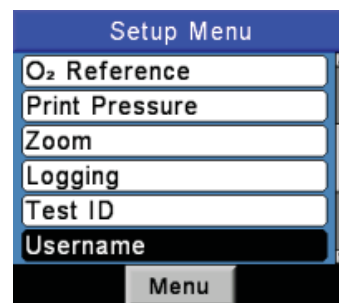 Setup Menu
O₂ Reference
Print Pressure
Zoom
Logging
Test ID
Username
Menu